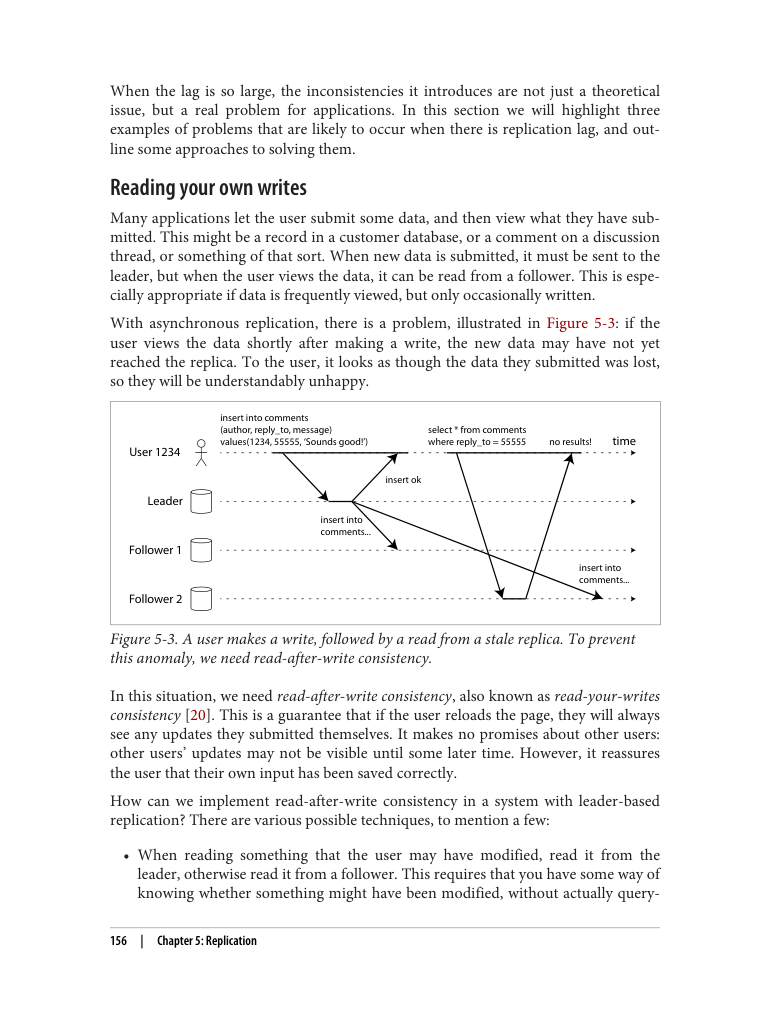 When the lag is so large, the inconsistencies it introduces are not just a theoretical
issue, but a real problem for applications. In this section we will highlight three
examples of problems that are likely to occur when there is replication lag, and out-
line some approaches to solving them.
Reading your own writes
Many applications let the user submit some data, and then view what they have sub-
mitted. This might be a record in a customer database, or a comment on a discussion
thread, or something of that sort. When new data is submitted, it must be sent to the
leader, but when the user views the data, it can be read from a follower. This is espe-
cially appropriate if data is frequently viewed, but only occasionally written.
With asynchronous replication, there is a problem, illustrated in Figure 5-3: if the
user views the data shortly after making a write, the new data may have not yet
reached the replica. To the user, it looks as though the data they submitted was lost,
so they will be understandably unhappy.
insert into comments
(author, reply_to, message)
values(1234, 55555, ‘Sounds good!’)
select * from comments
where reply_to = 55555
no results!
time
User 1234
insert ok
Leader
insert into
comments...
Follower 1
insert into
comments...
Follower 2
Figure 5-3. A user makes a write, followed by a read from a stale replica. To prevent
this anomaly, we need read-after-write consistency.
In this situation, we need read-after-write consistency, also known as read-your-writes
consistency [20]. This is a guarantee that if the user reloads the page, they will always
see any updates they submitted themselves. It makes no promises about other users:
other users’ updates may not be visible until some later time. However, it reassures
the user that their own input has been saved correctly.
How can we implement read-after-write consistency in a system with leader-based
replication? There are various possible techniques, to mention a few:
• When reading something that the user may have modified, read it from the
leader, otherwise read it from a follower. This requires that you have some way of
knowing whether something might have been modified, without actually query-
156 | Chapter 5: Replication